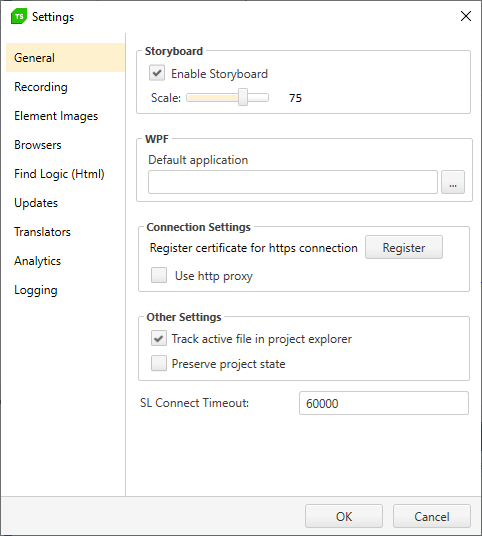 TS Settings
General
Recording
Element Images
Browsers
Find Logic (Html)
Updates
Translators
Analytics
Logging
Storyboard
Enable Storyboard
Scale: 75
WPF
Default application
...
Connection Settings
Register certificate for https connection Register
Use http proxy
Other Settings
Track active file in project explorer
Preserve project state
SL Connect Timeout: 60000
OK Cancel